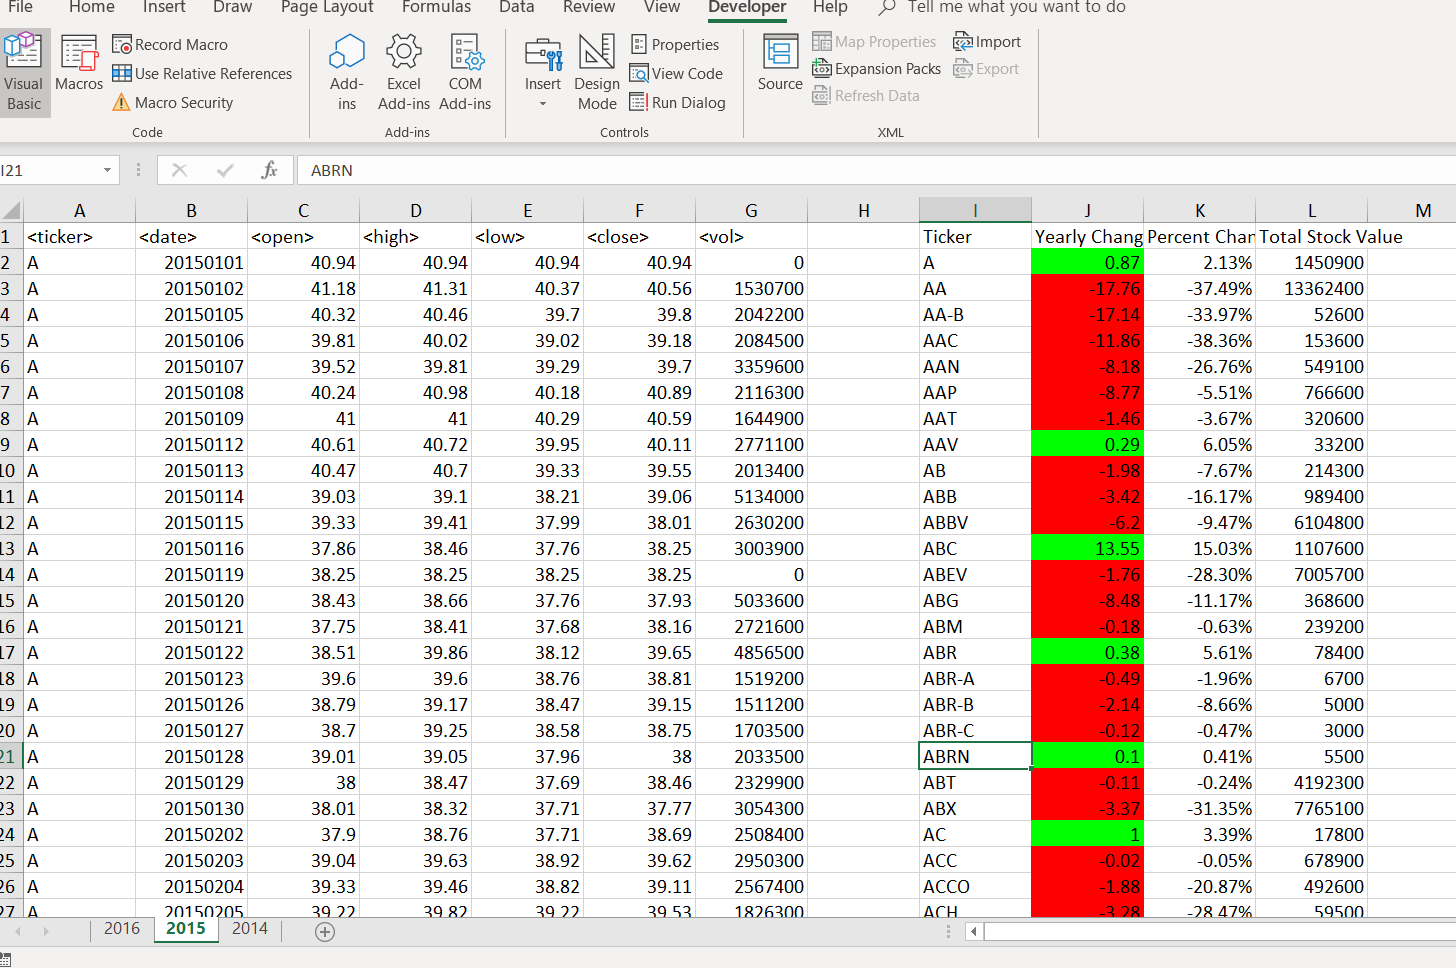 File Home Insert Draw Page Layout Formulas Data Review View Developer Help Tell me what you want to do
Visual Basic
Macros
Record Macro
Use Relative References
Macro Security
Code
Add-ins
Excel Add-ins
COM Add-ins
Add-ins
Insert
Design Mode
Properties
View Code
Run Dialog
Controls
Source
Map Properties
Expansion Packs
Refresh Data
Import
Export
XML
I21 fx ABRN
A B C D E F G H I J K L M
1 <ticker> <date> <open> <high> <low> <close> <vol> Ticker Yearly Chang Percent Chan Total Stock Value
2 A 20150101 40.94 40.94 40.94 40.94 0 A 0.87 2.13% 1450900
3 A 20150102 41.18 41.31 40.37 40.56 1530700 AA -17.76 -37.49% 13362400
4 A 20150105 40.32 40.46 39.7 39.8 2042200 AA-B -17.14 -33.97% 52600
5 A 20150106 39.81 40.02 39.02 39.18 2084500 AAC -11.86 -38.36% 153600
6 A 20150107 39.52 39.81 39.29 39.7 3359600 AAN -8.18 -26.76% 549100
7 A 20150108 40.24 40.98 40.18 40.89 2116300 AAP -8.77 -5.51% 766600
8 A 20150109 41 41 40.29 40.59 1644900 AAT -1.46 -3.67% 320600
9 A 20150112 40.61 40.72 39.95 40.11 2771100 AAV 0.29 6.05% 33200
10 A 20150113 40.47 40.7 39.33 39.55 2013400 AB -1.98 -7.67% 214300
11 A 20150114 39.03 39.1 38.21 39.06 5134000 ABB -3.42 -16.17% 989400
12 A 20150115 39.33 39.41 37.99 38.01 2630200 ABBV -6.2 -9.47% 6104800
13 A 20150116 37.86 38.46 37.76 38.25 3003900 ABC 13.55 15.03% 1107600
14 A 20150119 38.25 38.25 38.25 38.25 0 ABEV -1.76 -28.30% 7005700
15 A 20150120 38.43 38.66 37.76 37.93 5033600 ABG -8.48 -11.17% 368600
16 A 20150121 37.75 38.41 37.68 38.16 2721600 ABM -0.18 -0.63% 239200
17 A 20150122 38.51 39.86 38.12 39.65 4856500 ABR 0.38 5.61% 78400
18 A 20150123 39.6 39.6 38.76 38.81 1519200 ABR-A -0.49 -1.96% 6700
19 A 20150126 38.79 39.17 38.47 39.15 1511200 ABR-B -2.14 -8.66% 5000
20 A 20150127 38.7 39.25 38.58 38.75 1703500 ABR-C -0.12 -0.47% 3000
21 A 20150128 39.01 39.05 37.96 38 2033500 ABRN 0.1 0.41% 5500
22 A 20150129 38 38.47 37.69 38.46 2329900 ABT -0.11 -0.24% 4192300
23 A 20150130 38.01 38.32 37.71 37.77 3054300 ABX -3.37 -31.35% 7765100
24 A 20150202 37.9 38.76 37.71 38.69 2508400 AC 1 3.39% 17800
25 A 20150203 39.04 39.63 38.92 39.62 2950300 ACC -0.02 -0.05% 678900
26 A 20150204 39.33 39.46 38.82 39.11 2567400 ACCO -1.88 -20.87% 492600
27 A 20150205 39.22 39.82 39.22 39.53 1826300 ACH -3.28 -28.47% 59500
2016 2015 2014